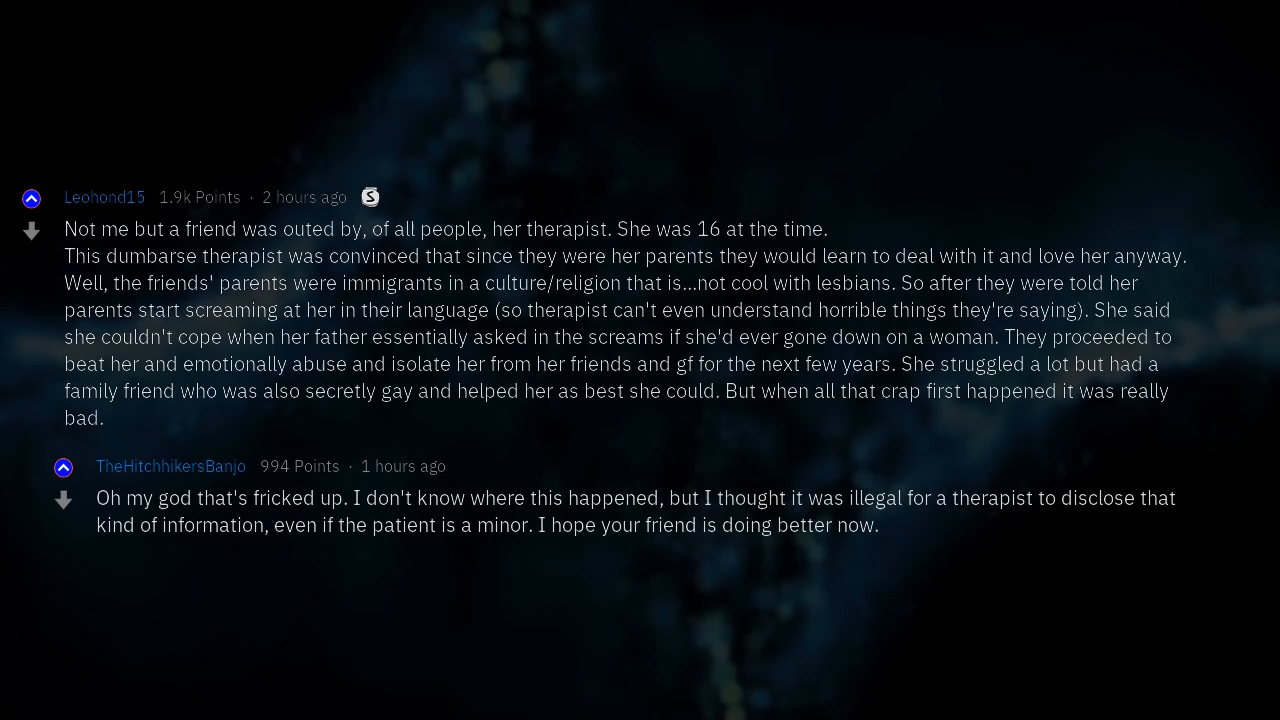 Leohond15 1.9k Points · 2 hours ago S
Not me but a friend was outed by, of all people, her therapist. She was 16 at the time.
This dumbarse therapist was convinced that since they were her parents they would learn to deal with it and love her anyway.
Well, the friends' parents were immigrants in a culture/religion that is...not cool with lesbians. So after they were told her
parents start screaming at her in their language (so therapist can't even understand horrible things they're saying). She said
she couldn't cope when her father essentially asked in the screams if she'd ever gone down on a woman. They proceeded to
beat her and emotionally abuse and isolate her from her friends and gf for the next few years. She struggled a lot but had a
family friend who was also secretly gay and helped her as best she could. But when all that crap first happened it was really
bad.
TheHitchhikersBanjo 994 Points · 1 hours ago
Oh my god that's fricked up. I don't know where this happened, but I thought it was illegal for a therapist to disclose that
kind of information, even if the patient is a minor. I hope your friend is doing better now.